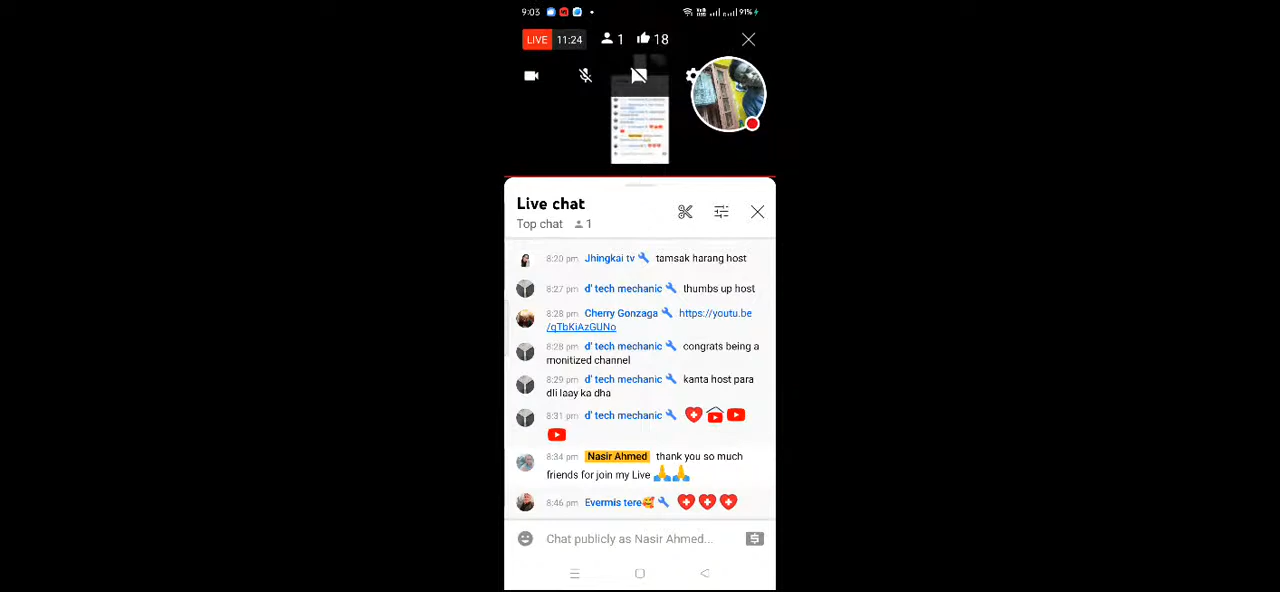 9:03 91%
LIVE 11:24 1 18
Live chat
Top chat 1
8:20 pm Jhingkai tv tamsak harang host
8:27 pm d' tech mechanic thumbs up host
8:28 pm Cherry Gonzaga https://youtu.be
/qTbKiAzGUNo
8:28 pm d' tech mechanic congrats being a
monitized channel
8:29 pm d' tech mechanic kanta host para
dli laay ka dha
8:31 pm d' tech mechanic
8:34 pm Nasir Ahmed thank you so much
friends for join my Live 🙏🙏
8:46 pm Evermis tere🥰
Chat publicly as Nasir Ahmed...